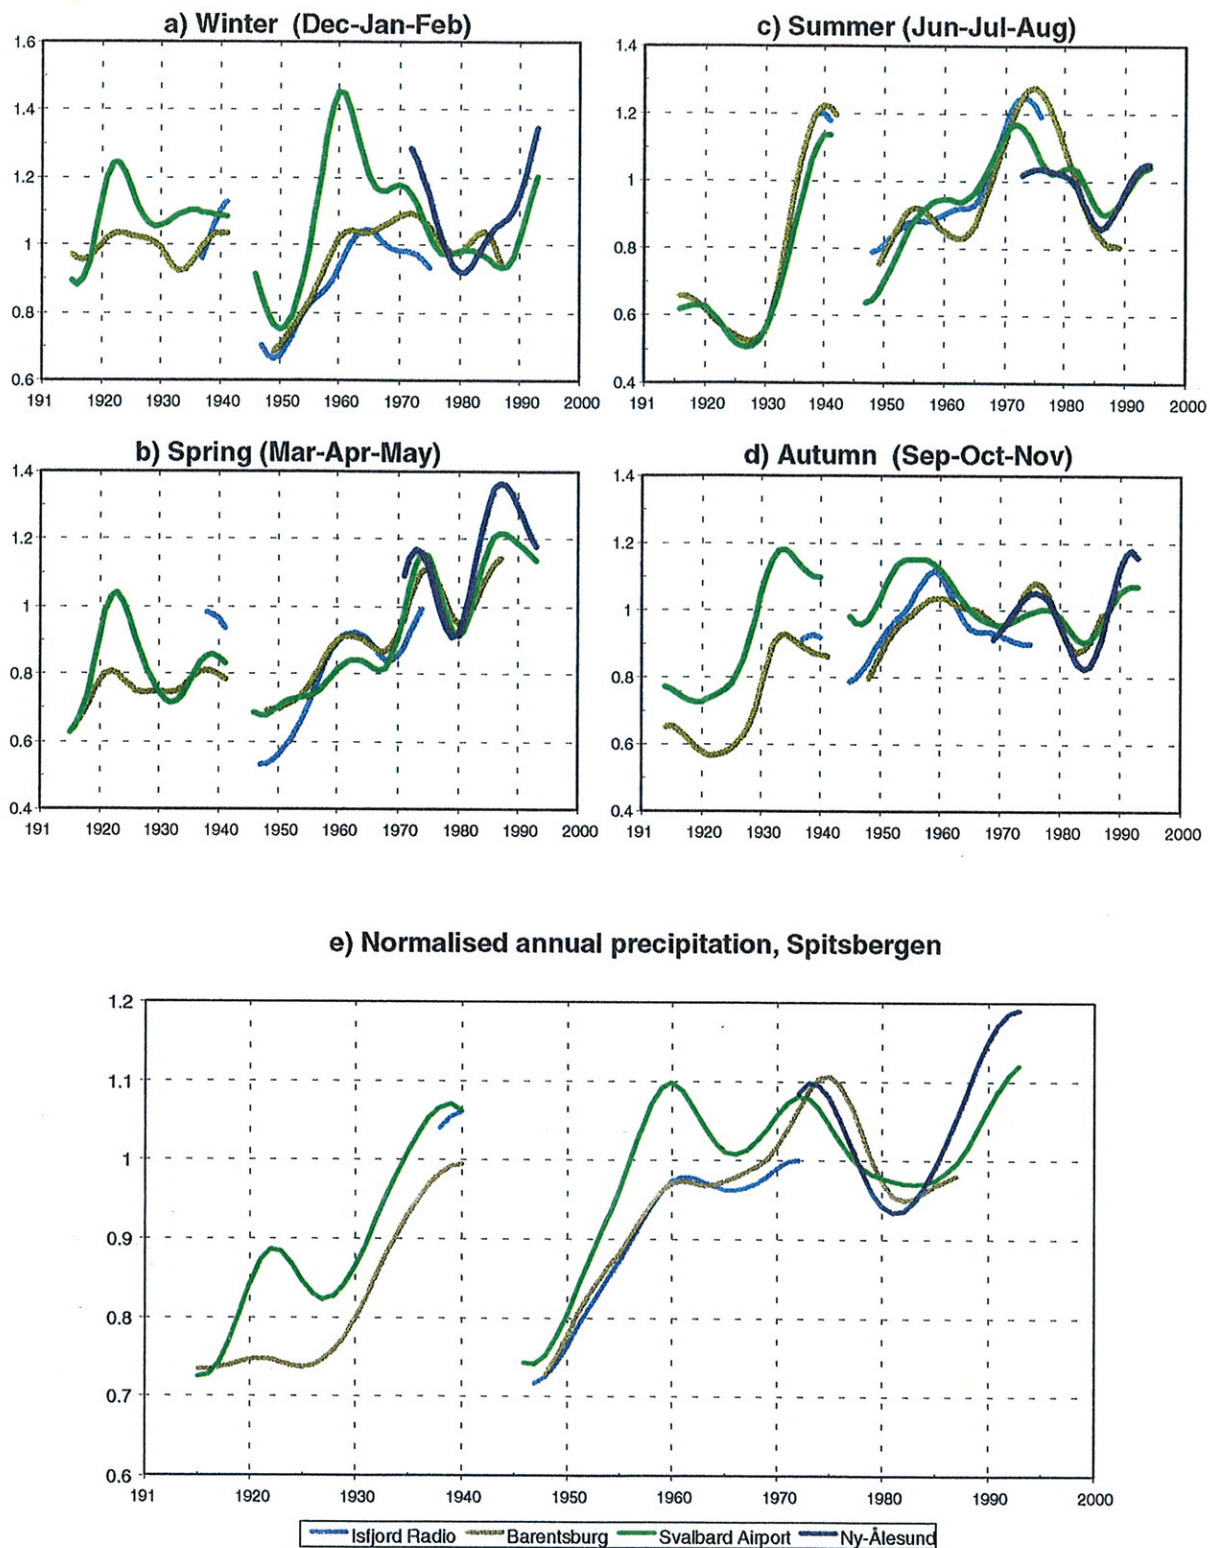 a) Winter (Dec-Jan-Feb)
1.6
1.4
1.2
1
0.8
0.6
191 1920 1930 1940 1950 1960 1970 1980 1990 2000
c) Summer (Jun-Jul-Aug)
1.4
1.2
1
0.8
0.6
0.4
191 1920 1930 1940 1950 1960 1970 1980 1990 2000
b) Spring (Mar-Apr-May)
1.4
1.2
1
0.8
0.6
0.4
191 1920 1930 1940 1950 1960 1970 1980 1990 2000
d) Autumn (Sep-Oct-Nov)
1.4
1.2
1
0.8
0.6
0.4
191 1920 1930 1940 1950 1960 1970 1980 1990 2000
e) Normalised annual precipitation, Spitsbergen
1.2
1.1
1
0.9
0.8
0.7
0.6
191 1920 1930 1940 1950 1960 1970 1980 1990 2000
Isfjord Radio Barentsburg Svalbard Airport Ny-Ålesund